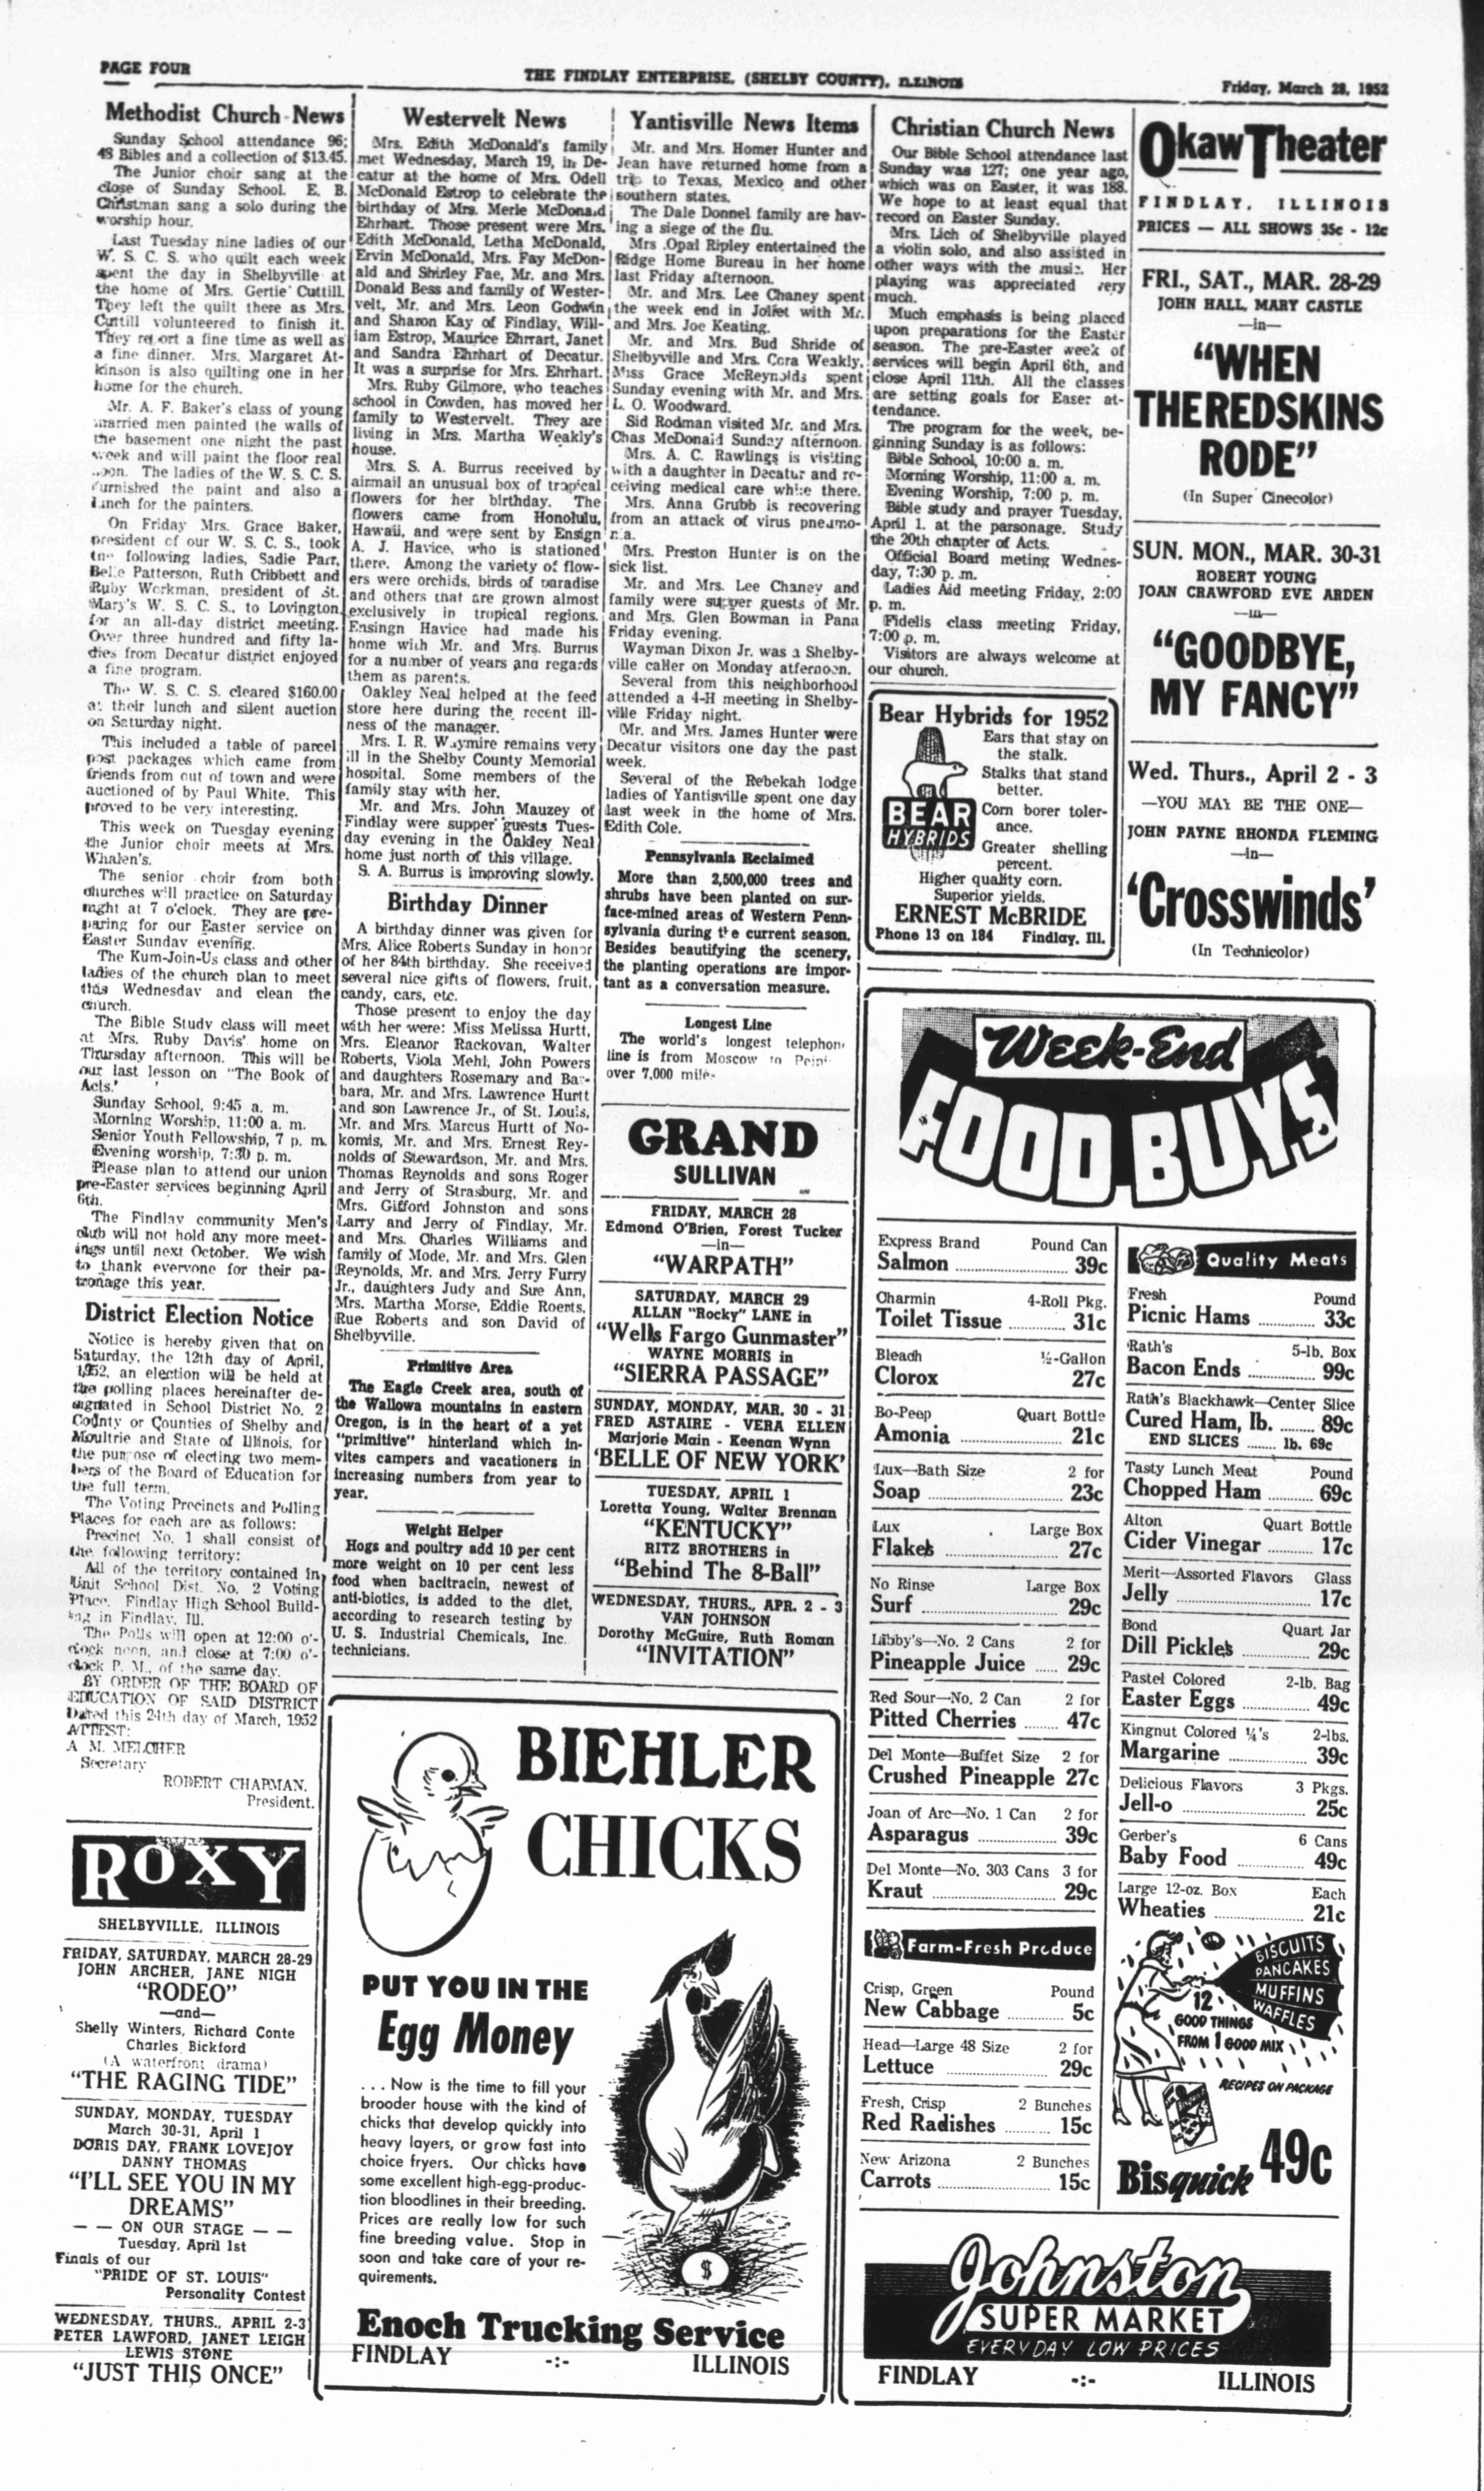 PAGE FOUR
THE FINDLAY ENTERPRISE, (SHELBY COUNTY), ILLINOIS
Friday, March 28, 1952
Methodist Church News
Sunday School attendance 96;
48 Bibles and a collection of $13.45.
The Junior choir sang at the
close of Sunday School. E. B.
Christman sang a solo during the
worship hour.
Last Tuesday nine ladies of our
W. S. C. S. who quilt each week
spent the day in Shelbyville at
the home of Mrs. Gertie Cuttill.
They left the quilt there as Mrs.
Cuttill volunteered to finish it.
They report a fine time as well as
a fine dinner. Mrs. Margaret At-
kinson is also quilting one in her
home for the church.
Mr. A. F. Baker's class of young
married men painted the walls of
the basement one night the past
week and will paint the floor real
soon. The ladies of the W. S. C. S.
furnished the paint and also a
lunch for the painters.
On Friday Mrs. Grace Baker,
president of our W. S. C. S., took
the following ladies, Sadie Parr,
Belle Patterson, Ruth Cribbett and
Ruby Workman, president of St.
Mary's W. S. C. S., to Lovington
for an all-day district meeting.
Over three hundred and fifty la-
dies from Decatur district enjoyed
a fine program.
The W. S. C. S. cleared $160.00
at their lunch and silent auction
on Saturday night.
This included a table of parcel
post packages which came from
friends from out of town and were
auctioned of by Paul White. This
proved to be very interesting.
This week on Tuesday evening
the Junior choir meets at Mrs.
Whalen's.
The senior choir from both
churches will practice on Saturday
night at 7 o'clock. They are pre-
paring for our Easter service on
Easter Sunday evening.
The Kum-Join-Us class and other
ladies of the church plan to meet
this Wednesday and clean the
church.
The Bible Study class will meet
at Mrs. Ruby Davis' home on
Thursday afternoon. This will be
our last lesson on "The Book of
Acts.'
Sunday School, 9:45 a. m.
Morning Worship, 11:00 a. m.
Senior Youth Fellowship, 7 p. m.
Evening worship, 7:30 p. m.
Please plan to attend our union
pre-Easter services beginning April
6th.
The Findlay community Men's
club will not hold any more meet-
ings until next October. We wish
to thank everyone for their pa-
tronage this year.
District Election Notice
Notice is hereby given that on
Saturday, the 12th day of April,
1952, an election will be held at
the polling places hereinafter de-
signated in School District No. 2
County or Counties of Shelby and
Moultrie and State of Illinois, for
the purpose of electing two mem-
bers of the Board of Education for
the full term.
The Voting Precincts and Polling
Places for each are as follows:
Precinct No. 1 shall consist of
the following territory:
All of the territory contained in
Unit School Dist. No. 2 Voting
Place. Findlay High School Build-
ing in Findlay, Ill.
The Polls will open at 12:00 o'-
clock noon, and close at 7:00 o'-
clock P. M., of the same day.
BY ORDER OF THE BOARD OF
EDUCATION OF SAID DISTRICT
Dated this 24th day of March, 1952
ATTEST:
A M. MELCHER
Secretary
ROBERT CHAPMAN,
President.
ROXY
SHELBYVILLE, ILLINOIS
FRIDAY, SATURDAY, MARCH 28-29
JOHN ARCHER, JANE NIGH
"RODEO"
—and—
Shelly Winters, Richard Conte
Charles Bickford
(A waterfront drama)
"THE RAGING TIDE"
SUNDAY, MONDAY, TUESDAY
March 30-31, April 1
DORIS DAY, FRANK LOVEJOY
DANNY THOMAS
"I'LL SEE YOU IN MY
DREAMS"
— — ON OUR STAGE — —
Tuesday, April 1st
Finals of our
"PRIDE OF ST. LOUIS"
Personality Contest
WEDNESDAY, THURS., APRIL 2-3
PETER LAWFORD, JANET LEIGH
LEWIS STONE
"JUST THIS ONCE"
Westervelt News
Mrs. Edith McDonald's family
met Wednesday, March 19, in De-
catur at the home of Mrs. Odell
McDonald Estrop to celebrate the
birthday of Mrs. Merle McDonald
Ehrhart. Those present were Mrs.
Edith McDonald, Letha McDonald,
Ervin McDonald, Mrs. Fay McDon-
ald and Shirley Fae, Mr. and Mrs.
Donald Bess and family of Wester-
velt, Mr. and Mrs. Leon Godwin
and Sharon Kay of Findlay, Will-
iam Estrop, Maurice Ehrrart, Janet
and Sandra Ehrhart of Decatur.
It was a surprise for Mrs. Ehrhart.
Mrs. Ruby Gilmore, who teaches
school in Cowden, has moved her
family to Westervelt. They are
living in Mrs. Martha Weakly's
house.
Mrs. S. A. Burrus received by
airmail an unusual box of tropical
flowers for her birthday. The
flowers came from Honolulu,
Hawaii, and were sent by Ensign
A. J. Havice, who is stationed
there. Among the variety of flow-
ers were orchids, birds of paradise
and others that are grown almost
exclusively in tropical regions.
Ensingn Havice had made his
home with Mr. and Mrs. Burrus
for a number of years and regards
them as parents.
Oakley Neal helped at the feed
store here during the recent ill-
ness of the manager.
Mrs. I. R. Waymire remains very
ill in the Shelby County Memorial
hospital. Some members of the
family stay with her.
Mr. and Mrs. John Mauzey of
Findlay were supper guests Tues-
day evening in the Oakley Neal
home just north of this village.
S. A. Burrus is improving slowly.
Birthday Dinner
A birthday dinner was given for
Mrs. Alice Roberts Sunday in honor
of her 84th birthday. She received
several nice gifts of flowers, fruit,
candy, cars, etc.
Those present to enjoy the day
with her were: Miss Melissa Hurtt,
Mrs. Eleanor Rackovan, Walter
Roberts, Viola Mehl, John Powers
and daughters Rosemary and Bar-
bara, Mr. and Mrs. Lawrence Hurtt
and son Lawrence Jr., of St. Louis,
Mr. and Mrs. Marcus Hurtt of No-
komis, Mr. and Mrs. Ernest Rey-
nolds of Stewardson, Mr. and Mrs.
Thomas Reynolds and sons Roger
and Jerry of Strasburg, Mr. and
Mrs. Gifford Johnston and sons
Larry and Jerry of Findlay, Mr.
and Mrs. Charles Williams and
family of Mode, Mr. and Mrs. Glen
Reynolds, Mr. and Mrs. Jerry Furry
Jr., daughters Judy and Sue Ann,
Mrs. Martha Morse, Eddie Roents,
Rue Roberts and son David of
Shelbyville.
Primitive Area
The Eagle Creek area, south of
the Wallowa mountains in eastern
Oregon, is in the heart of a yet
"primitive" hinterland which in-
vites campers and vacationers in
increasing numbers from year to
year.
Weight Helper
Hogs and poultry add 10 per cent
more weight on 10 per cent less
food when bacitracin, newest of
anti-biotics, is added to the diet,
according to research testing by
U. S. Industrial Chemicals, Inc.
technicians.
Yantisville News Items
Mr. and Mrs. Homer Hunter and
Jean have returned home from a
trip to Texas, Mexico and other
southern states.
The Dale Donnel family are hav-
ing a siege of the flu.
Mrs .Opal Ripley entertained the
Ridge Home Bureau in her home
last Friday afternoon.
Mr. and Mrs. Lee Chaney spent
the week end in Joliet with Mr.
and Mrs. Joe Keating.
Mr. and Mrs. Bud Shride of
Shelbyville and Mrs. Cora Weakly,
Miss Grace McReynolds spent
Sunday evening with Mr. and Mrs.
L. O. Woodward.
Sid Rodman visited Mr. and Mrs.
Chas McDonald Sunday afternoon.
Mrs. A. C. Rawlings is visiting
with a daughter in Decatur and re-
ceiving medical care while there.
Mrs. Anna Grubb is recovering
from an attack of virus pneumo-
nia.
Mrs. Preston Hunter is on the
sick list.
Mr. and Mrs. Lee Chaney and
family were supper guests of Mr.
and Mrs. Glen Bowman in Pana
Friday evening.
Wayman Dixon Jr. was a Shelby-
ville caller on Monday atfernoon.
Several from this neighborhood
attended a 4-H meeting in Shelby-
ville Friday night.
Mr. and Mrs. James Hunter were
Decatur visitors one day the past
week.
Several of the Rebekah lodge
ladies of Yantisville spent one day
last week in the home of Mrs.
Edith Cole.
Pennsylvania Reclaimed
More than 2,500,000 trees and
shrubs have been planted on sur-
face-mined areas of Western Penn-
sylvania during the current season.
Besides beautifying the scenery,
the planting operations are impor-
tant as a conversation measure.
Longest Line
The world's longest telephon
line is from Moscow to
over 7,000
GRAND
SULLIVAN
FRIDAY, MARCH 28
Edmond O'Brien, Forest Tucker
—in—
"WARPATH"
SATURDAY, MARCH 29
ALLAN "Rocky" LANE in
"Wells Fargo Gunmaster"
WAYNE MORRIS in
"SIERRA PASSAGE"
SUNDAY, MONDAY, MAR. 30 - 31
FRED ASTAIRE - VERA ELLEN
Marjorie Main - Keenan Wynn
'BELLE OF NEW YORK'
TUESDAY, APRIL 1
Loretta Young, Walter Brennan
"KENTUCKY"
RITZ BROTHERS in
"Behind The 8-Ball"
WEDNESDAY, THURS., APR. 2 - 3
VAN JOHNSON
Dorothy McGuire, Ruth Roman
"INVITATION"
BIEHLER
CHICKS
PUT YOU IN THE
Egg Money
... Now is the time to fill your
brooder house with the kind of
chicks that develop quickly into
heavy layers, or grow fast into
choice fryers. Our chicks have
some excellent high-egg-produc-
tion bloodlines in their breeding.
Prices are really low for such
fine breeding value. Stop in
soon and take care of your re-
quirements.
$
Enoch Trucking Service
FINDLAY -:- ILLINOIS
Christian Church News
Our Bible School attendance last
Sunday was 127; one year ago,
which was on Easter, it was 188.
We hope to at least equal that
record on Easter Sunday.
Mrs. Lich of Shelbyville played
a violin solo, and also assisted in
other ways with the music. Her
playing was appreciated very
much.
Much emphasis is being placed
upon preparations for the Easter
season. The pre-Easter week of
services will begin April 6th, and
close April 11th. All the classes
are setting goals for Easer at-
tendance.
The program for the week, be-
ginning Sunday is as follows:
Bible School, 10:00 a. m.
Morning Worship, 11:00 a. m.
Evening Worship, 7:00 p. m.
Bible study and prayer Tuesday,
April 1. at the parsonage. Study
the 20th chapter of Acts.
Official Board meting Wednes-
day, 7:30 p. m.
Ladies Aid meeting Friday, 2:00
p. m.
Fidelis class meeting Friday,
7:00 p. m.
Visitors are always welcome at
our church.
Bear Hybrids for 1952
Ears that stay on
the stalk.
Stalks that stand
better.
Corn borer toler-
ance.
Greater shelling
percent.
BEAR
HYBRIDS
Higher quality corn.
Superior yields.
ERNEST McBRIDE
Phone 13 on 184 Findlay, Ill.
Okaw Theater
FINDLAY, ILLINOIS
PRICES — ALL SHOWS 35c - 12c
FRI., SAT., MAR. 28-29
JOHN HALL, MARY CASTLE
—in—
"WHEN
THE REDSKINS
RODE"
(In Super Cinecolor)
SUN. MON., MAR. 30-31
ROBERT YOUNG
JOAN CRAWFORD EVE ARDEN
—in—
"GOODBYE,
MY FANCY"
Wed. Thurs., April 2 - 3
—YOU MAY BE THE ONE—
JOHN PAYNE RHONDA FLEMING
—in—
'Crosswinds'
(In Technicolor)
Week-End
FOOD BUYS
Express Brand Pound Can
Salmon 39c
Charmin 4-Roll Pkg.
Toilet Tissue 31c
Bleach ½-Gallon
Clorox 27c
Bo-Peep Quart Bottle
Amonia 21c
Lux—Bath Size 2 for
Soap 23c
Lux Large Box
Flakes 27c
No Rinse Large Box
Surf 29c
Libby's—No. 2 Cans 2 for
Pineapple Juice 29c
Red Sour—No. 2 Can 2 for
Pitted Cherries 47c
Del Monte—Buffet Size 2 for
Crushed Pineapple 27c
Joan of Arc—No. 1 Can 2 for
Asparagus 39c
Del Monte—No. 303 Cans 3 for
Kraut 29c
Farm-Fresh Produce
Crisp, Green Pound
New Cabbage 5c
Head—Large 48 Size 2 for
Lettuce 29c
Fresh, Crisp 2 Bunches
Red Radishes 15c
New Arizona 2 Bunches
Carrots 15c
Quality Meats
Fresh Pound
Picnic Hams 33c
Rath's 5-lb. Box
Bacon Ends 99c
Rath's Blackhawk—Center Slice
Cured Ham, lb. 89c
END SLICES lb. 69c
Tasty Lunch Meat Pound
Chopped Ham 69c
Alton Quart Bottle
Cider Vinegar 17c
Merit—Assorted Flavors Glass
Jelly 17c
Bond Quart Jar
Dill Pickles 29c
Pastel Colored 2-lb. Bag
Easter Eggs 49c
Kingnut Colored ¼'s 2-lbs.
Margarine 39c
Delicious Flavors 3 Pkgs.
Jell-o 25c
Gerber's 6 Cans
Baby Food 49c
Large 12-oz. Box Each
Wheaties 21c
BISCUITS
PANCAKES
MUFFINS
WAFFLES
12
GOOD THINGS
FROM 1 GOOD MIX
RECIPES ON PACKAGE
Bisquick 49c
Johnston
SUPER MARKET
EVERYDAY LOW PRICES
FINDLAY -:- ILLINOIS